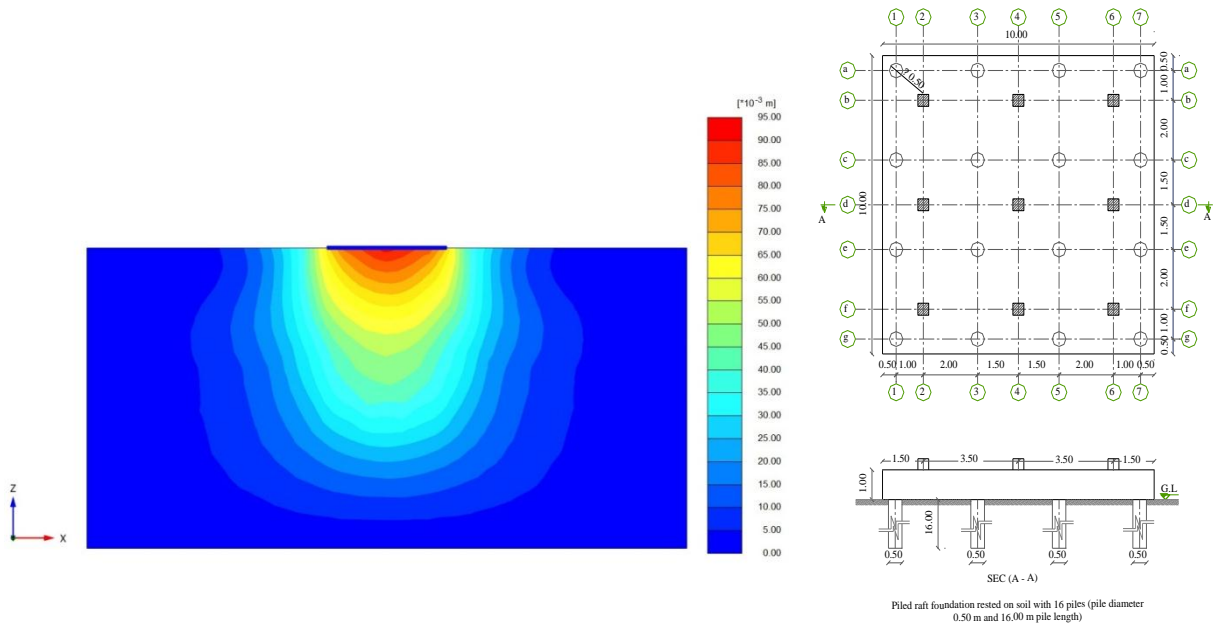 [*10⁻³ m]
95.00
90.00
85.00
80.00
75.00
70.00
65.00
60.00
55.00
50.00
45.00
40.00
35.00
30.00
25.00
20.00
15.00
10.00
5.00
0.00
Z
X
1 2 3 4 5 6 7
10.00
a a
0.50
? 0.50
1.00
b b
2.00
c c
1.50
10.00
d d
A A
1.50
e e
2.00
f f
1.00
g g
0.50
0.50 1.00 2.00 1.50 1.50 2.00 1.00 0.50
1 2 3 4 5 6 7
1.50 3.50 3.50 1.50
1.00
G.L
16.00
0.50 0.50 0.50 0.50
SEC (A - A)
Piled raft foundation rested on soil with 16 piles (pile diameter
0.50 m and 16.00 m pile length)